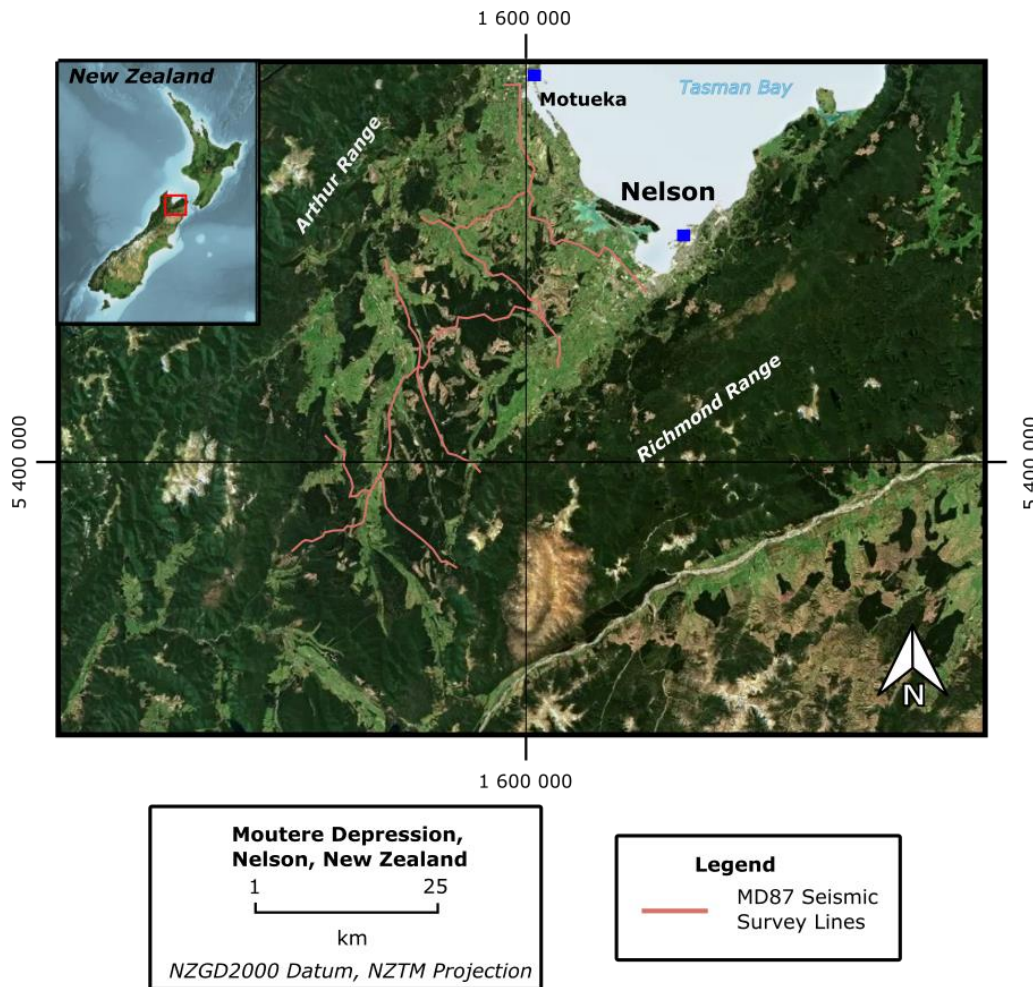 1 600 000
New Zealand
Tasman Bay
Motueka
Arthur Range
Nelson
Richmond Range
5 400 000
5 400 000
N
1 600 000
Moutere Depression,
Nelson, New Zealand
1 25
km
NZGD2000 Datum, NZTM Projection
Legend
MD87 Seismic
Survey Lines